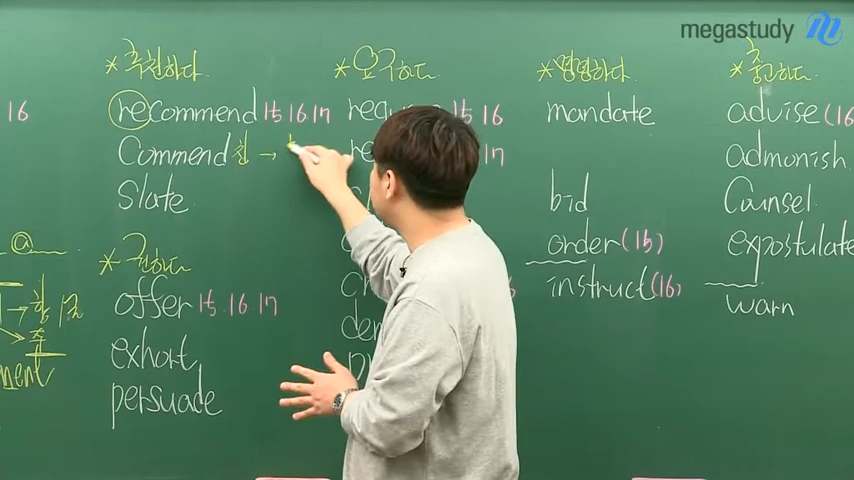 megastudy
16
* 추천하다
recommend 15 16 17
Commend 칭 →
Slate
ⓐ
* 권하다
offer 15.16.17
exhort
persuade
* 요구하다
15 16
17
* 명령하다
mandate
bid
order (15)
instruct (16)
* 충고하다
advise (16
admonish
Counsel
expostulate
warn